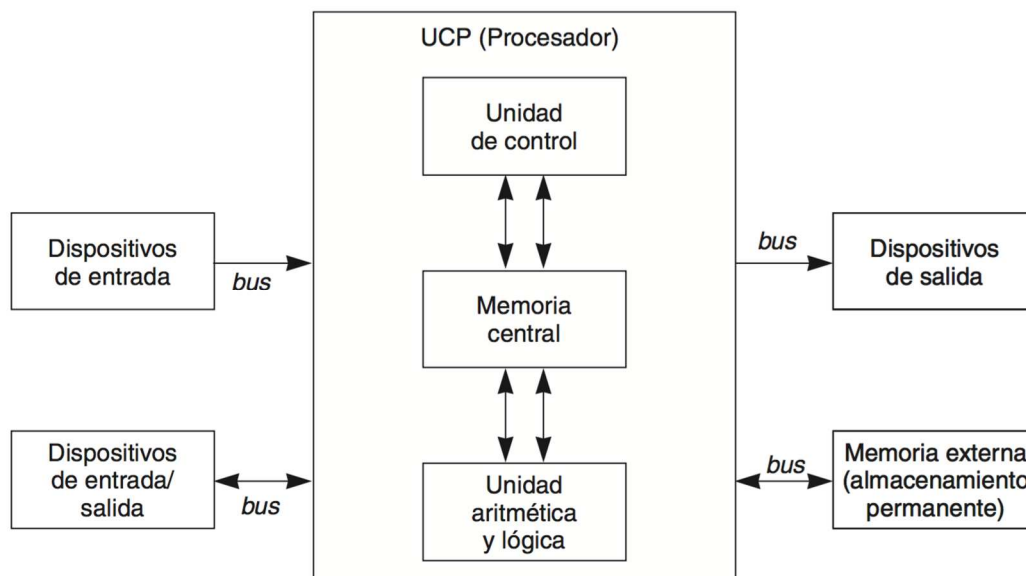 UCP (Procesador)
Unidad
de control
Dispositivos
de entrada
bus
bus
Dispositivos
de salida
Memoria
central
Dispositivos
de entrada/
salida
bus
Unidad
aritmética
y lógica
bus
Memoria externa
(almacenamiento
permanente)